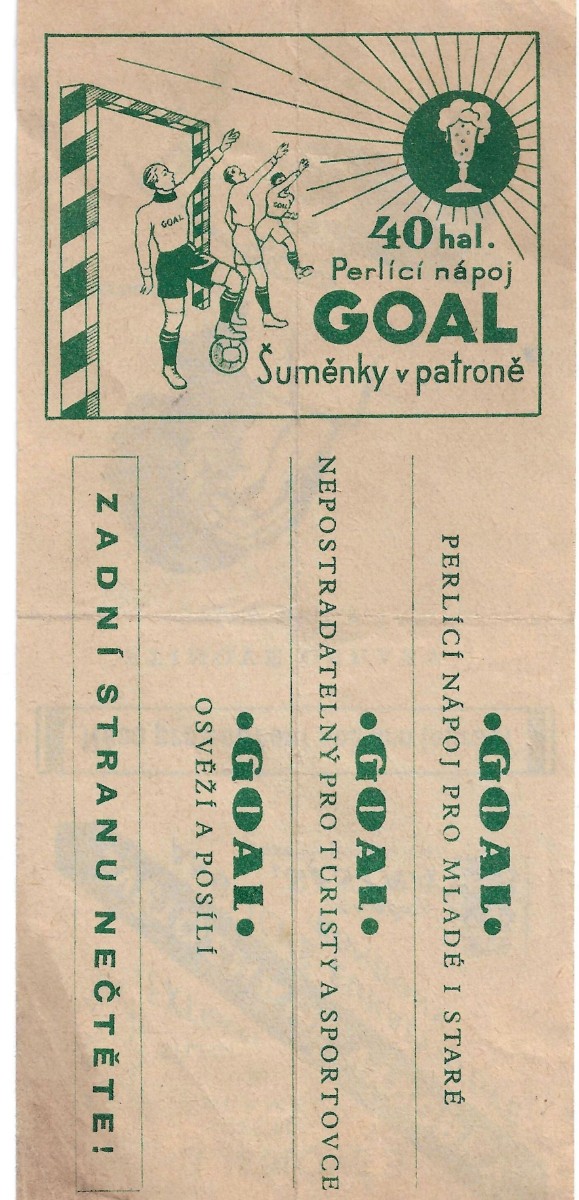 GOAL
GOAL
40 hal.
Perlící nápoj
GOAL
Šuměnky v patroně
•GOAL•
PERLÍCÍ NÁPOJ PRO MLADÉ I STARÉ
•GOAL•
NEPOSTRADATELNÝ PRO TURISTY A SPORTOVCE
•GOAL•
OSVĚŽÍ A POSÍLÍ
ZADNÍ STRANU NEČTĚTE!